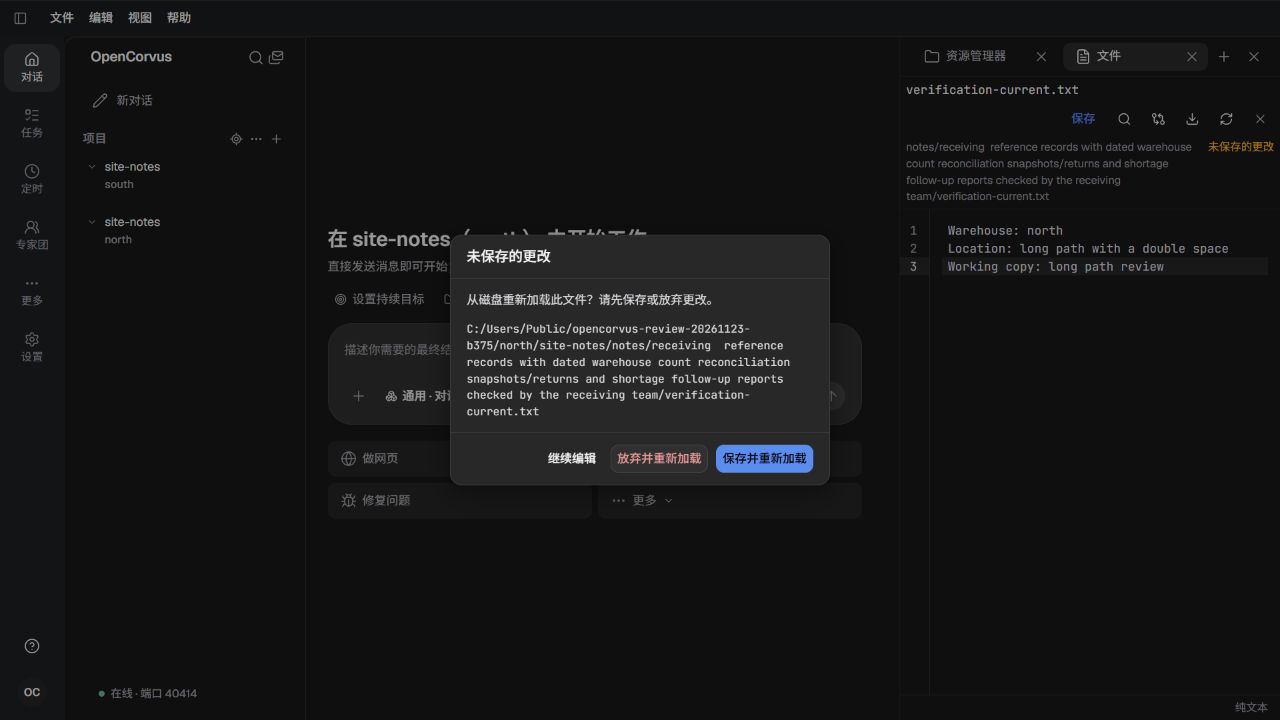 文件 编辑 视图 帮助
对话
任务
定时
专家团
更多
设置
OC
OpenCorvus
新对话
项目
site-notes
south
site-notes
north
在线 · 端口 40414
在 site-notes
直接发送消息即可开始
设置持续目标
描述你需要的最终结
通用 · 对
做网页
修复问题
更多
未保存的更改
从磁盘重新加载此文件？请先保存或放弃更改。
C:/Users/Public/opencorvus-review-20261123-
b375/north/site-notes/notes/receiving  reference
records with dated warehouse count reconciliation
snapshots/returns and shortage follow-up reports
checked by the receiving team/verification-
current.txt
继续编辑 放弃并重新加载 保存并重新加载
资源管理器 文件
verification-current.txt
保存
notes/receiving  reference records with dated warehouse
count reconciliation snapshots/returns and shortage
follow-up reports checked by the receiving
team/verification-current.txt
未保存的更改
1 Warehouse: north
2 Location: long path with a double space
3 Working copy: long path review
纯文本